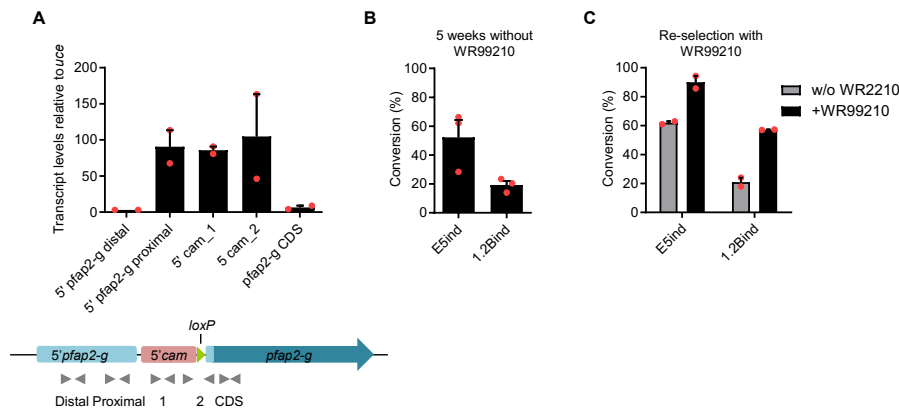 A
Transcript levels relative touce
200
150
100
50
0
5' pfap2-g distal
5' pfap2-g proximal
5' cam_1
5 cam_2
pfap2-g CDS
loxP
5'pfap2-g
5'cam
pfap2-g
Distal Proximal 1 2 CDS
B
5 weeks without
WR99210
Conversion (%)
100
80
60
40
20
0
E5ind
1.2Bind
C
Re-selection with
WR99210
Conversion (%)
100
80
60
40
20
0
E5ind
1.2Bind
w/o WR2210
+WR99210